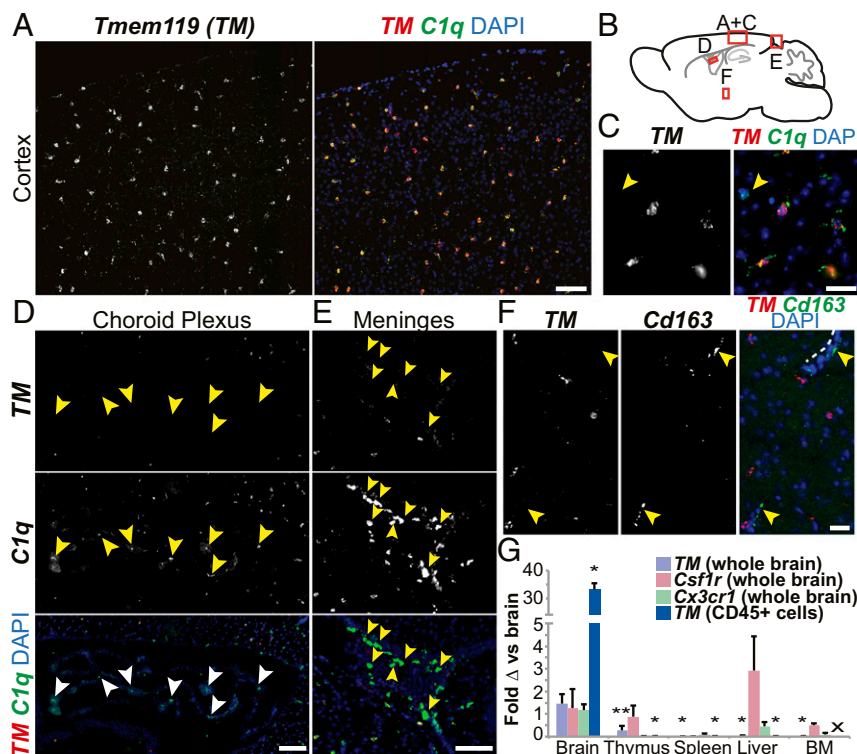 A
Tmem119 (TM)
TM C1q DAPI
Cortex
B
A+C
D
E
F
C
TM
TM C1q DAP
D
Choroid Plexus
E
Meninges
TM
C1q
TM C1q DAPI
F
TM
Cd163
TM Cd163
DAPI
G
TM (whole brain)
Csf1r (whole brain)
Cx3cr1 (whole brain)
TM (CD45+ cells)
Fold Δ vs brain
40
30
20
5
4
3
2
1
0
*
** * * * * * * ×
Brain Thymus Spleen Liver BM